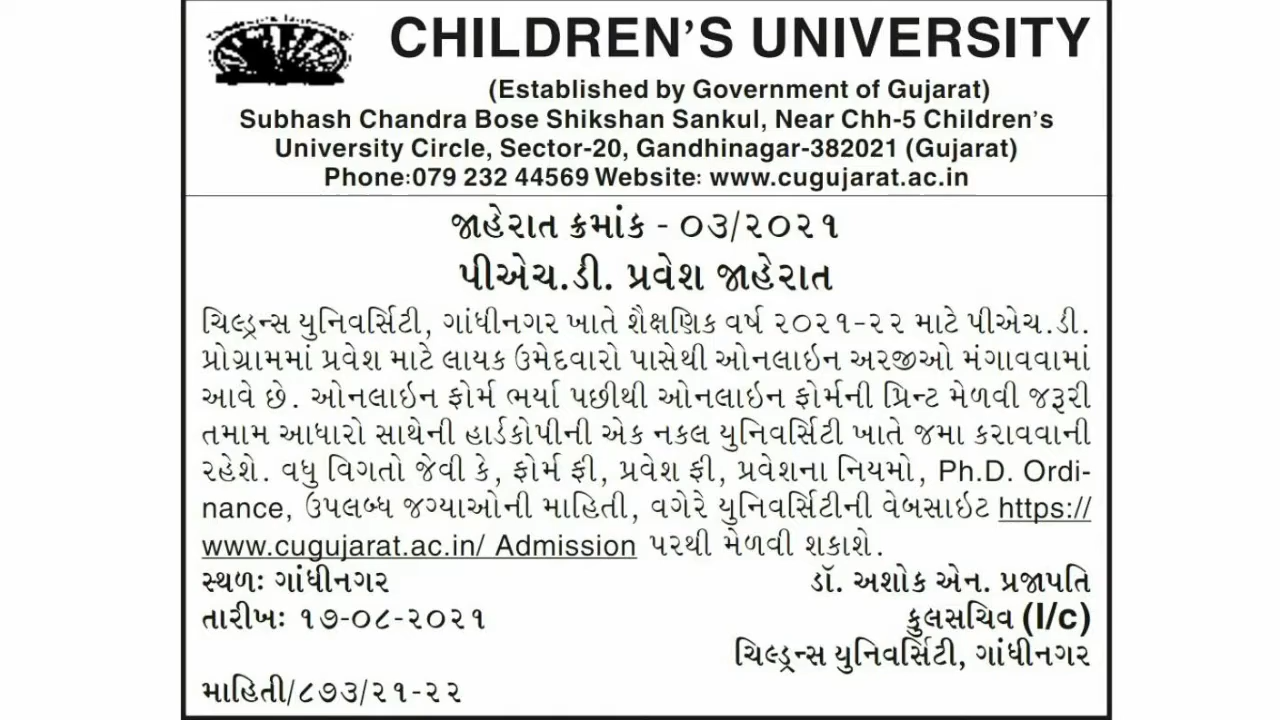 CHILDREN'S UNIVERSITY
(Established by Government of Gujarat)
Subhash Chandra Bose Shikshan Sankul, Near Chh-5 Children's
University Circle, Sector-20, Gandhinagar-382021 (Gujarat)
Phone:079 232 44569 Website: www.cugujarat.ac.in
જાહેરાત ક્રમાંક - ૦૩/૨૦૨૧
પીએચ.ડી. પ્રવેશ જાહેરાત
ચિલ્ડ્રન્સ યુનિવર્સિટી, ગાંધીનગર ખાતે શૈક્ષણિક વર્ષ ૨૦૨૧-૨૨ માટે પીએચ.ડી.
પ્રોગ્રામમાં પ્રવેશ માટે લાયક ઉમેદવારો પાસેથી ઓનલાઇન અરજીઓ મંગાવવામાં
આવે છે. ઓનલાઇન ફોર્મ ભર્યા પછીથી ઓનલાઇન ફોર્મની પ્રિન્ટ મેળવી જરૂરી
તમામ આધારો સાથેની હાર્ડકોપીની એક નકલ યુનિવર્સિટી ખાતે જમા કરાવવાની
રહેશે. વધુ વિગતો જેવી કે, ફોર્મ ફી, પ્રવેશ ફી, પ્રવેશના નિયમો, Ph.D. Ordi-
nance, ઉપલબ્ધ જગ્યાઓની માહિતી, વગેરે યુનિવર્સિટીની વેબસાઇટ https://
www.cugujarat.ac.in/ Admission પરથી મેળવી શકાશે.
સ્થળ: ગાંધીનગર ડૉ. અશોક એન. પ્રજાપતિ
તારીખ: ૧૭-૦૮-૨૦૨૧ કુલસચિવ (I/c)
ચિલ્ડ્રન્સ યુનિવર્સિટી, ગાંધીનગર
માહિતી/૮૭૩/૨૧-૨૨